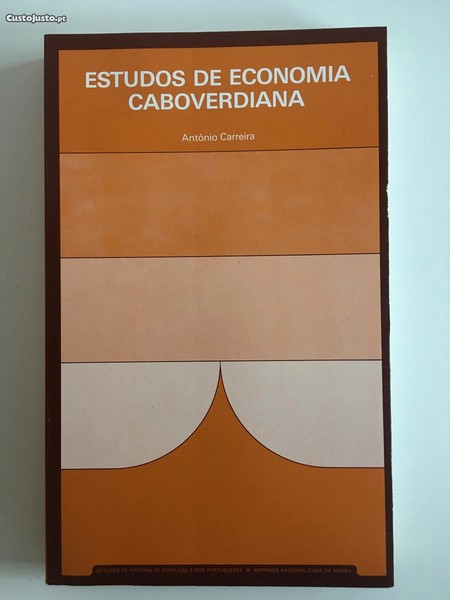 CustoJusto.pt
ESTUDOS DE ECONOMIA
CABOVERDIANA
António Carreira
ESTUDOS DE HISTÓRIA DE PORTUGAL E DOS PORTUGUESES ★ IMPRENSA NACIONAL-CASA DA MOEDA